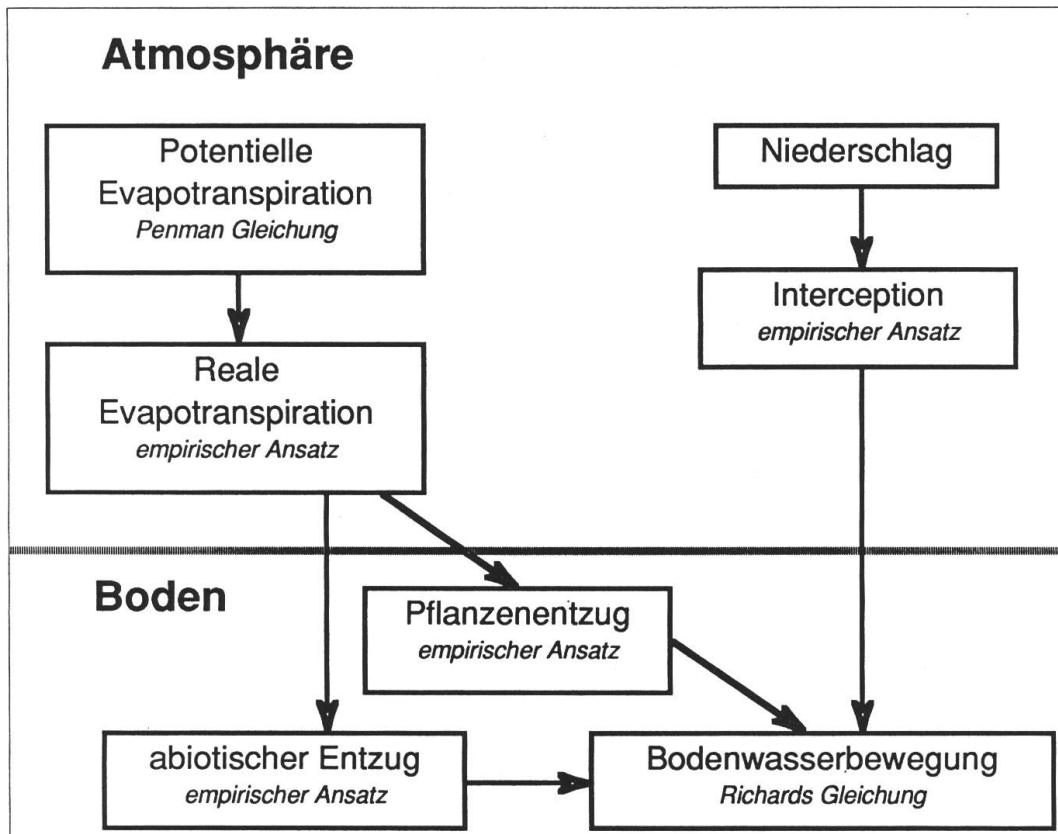 Atmosphäre
Potentielle
Evapotranspiration
Penman Gleichung
Niederschlag
Interception
empirischer Ansatz
Reale
Evapotranspiration
empirischer Ansatz
Boden
Pflanzenentzug
empirischer Ansatz
abiotischer Entzug
empirischer Ansatz
Bodenwasserbewegung
Richards Gleichung